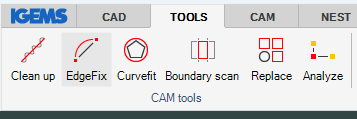 IGEMS CAD TOOLS CAM NEST
Clean up EdgeFix Curvefit Boundary scan Replace Analyze
CAM tools